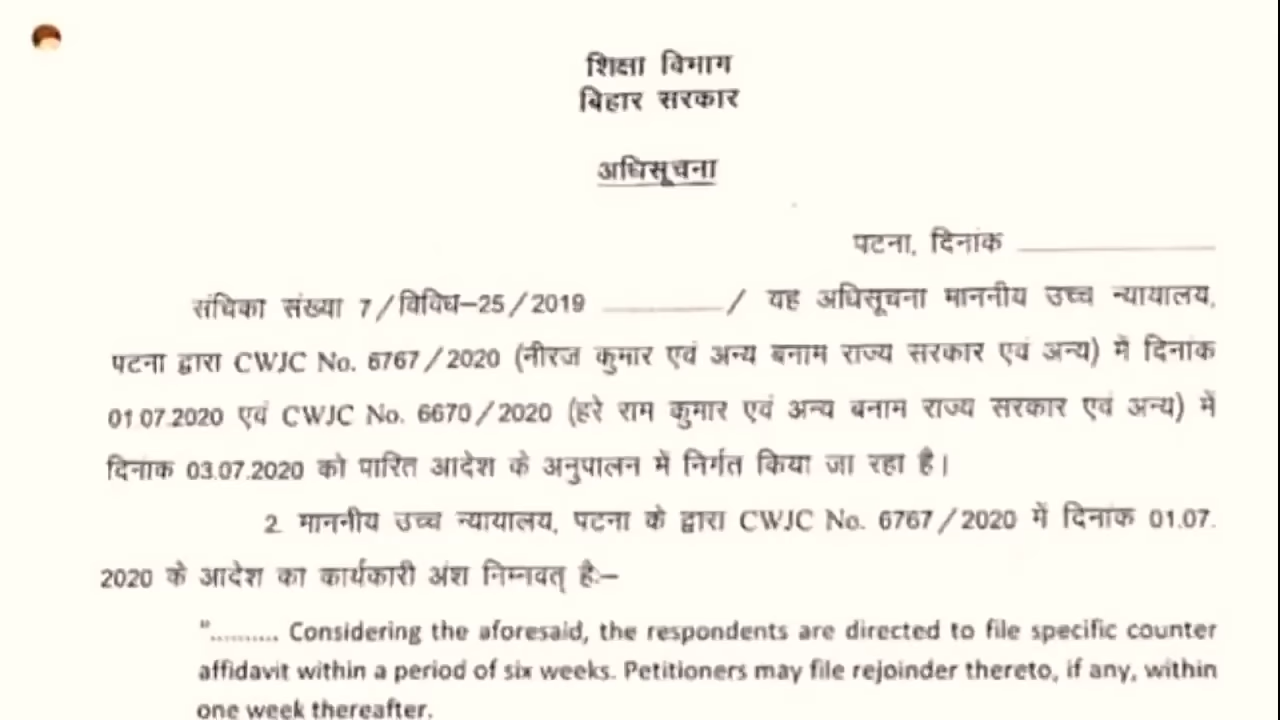 शिक्षा विभाग
बिहार सरकार
अधिसूचना
पटना, दिनांक ____________
संचिका संख्या 7/विविध–25/2019 ________/ यह अधिसूचना माननीय उच्च न्यायालय,
पटना द्वारा CWJC No. 6767/2020 (नीरज कुमार एवं अन्य बनाम राज्य सरकार एवं अन्य) में दिनांक
01.07.2020 एवं CWJC No. 6670/2020 (हरे राम कुमार एवं अन्य बनाम राज्य सरकार एवं अन्य) में
दिनांक 03.07.2020 को पारित आदेश के अनुपालन में निर्गत किया जा रहा है।
2. माननीय उच्च न्यायालय, पटना के द्वारा CWJC No. 6767/2020 में दिनांक 01.07.
2020 के आदेश का कार्यकारी अंश निम्नवत् है:–
".......... Considering the aforesaid, the respondents are directed to file specific counter
affidavit within a period of six weeks. Petitioners may file rejoinder thereto, if any, within
one week thereafter.